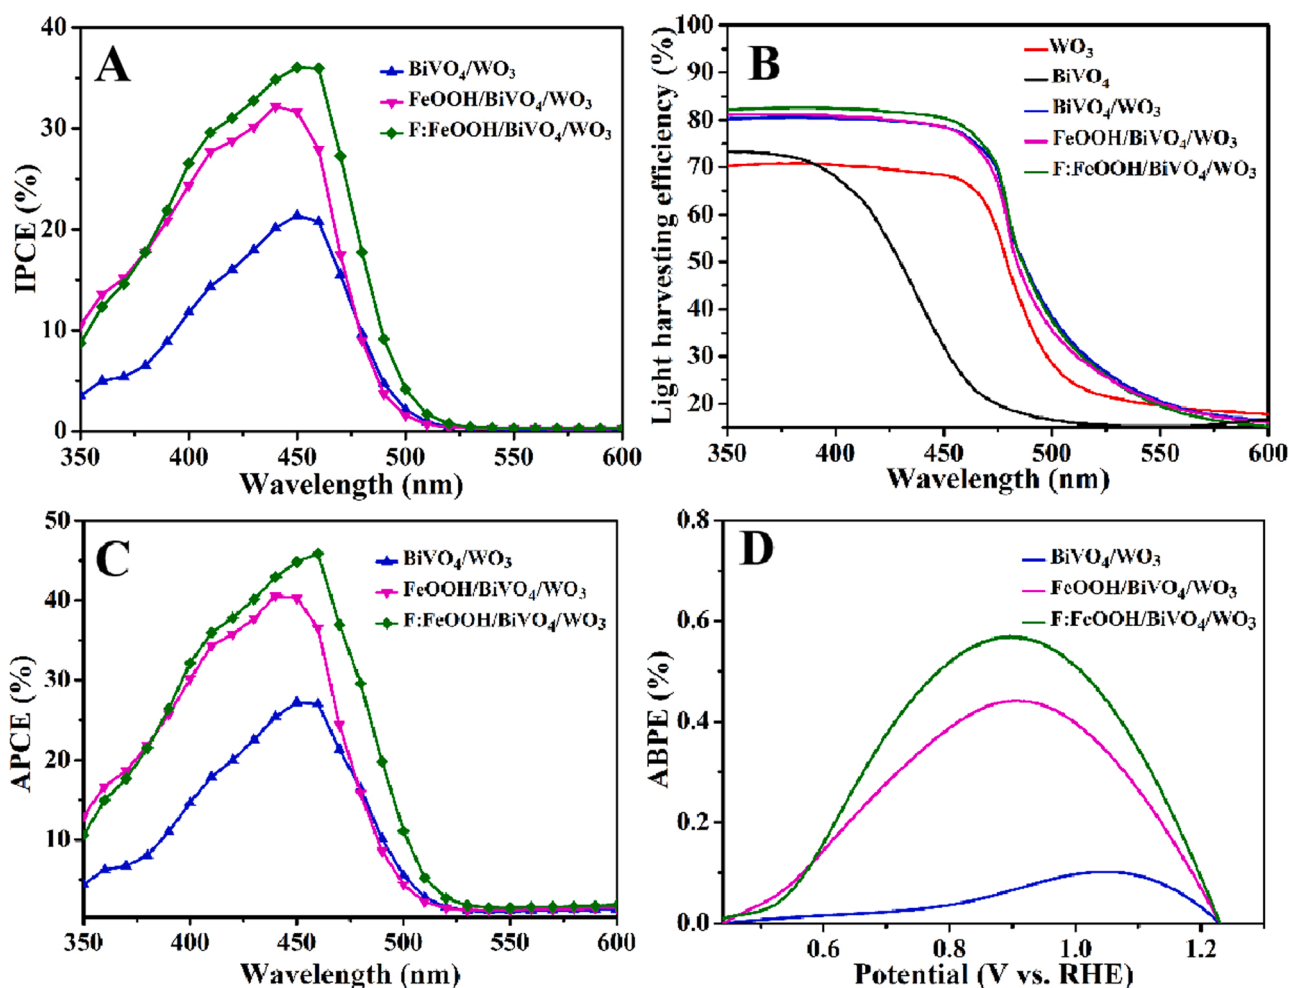 A
IPCE (%)
40
30
20
10
0
350 400 450 500 550 600
Wavelength (nm)
BiVO₄/WO₃
FeOOH/BiVO₄/WO₃
F:FeOOH/BiVO₄/WO₃
B
Light harvesting efficiency (%)
100
90
80
70
60
50
40
30
20
350 400 450 500 550 600
Wavelength (nm)
WO₃
BiVO₄
BiVO₄/WO₃
FeOOH/BiVO₄/WO₃
F:FeOOH/BiVO₄/WO₃
C
APCE (%)
50
40
30
20
10
350 400 450 500 550 600
Wavelength (nm)
BiVO₄/WO₃
FeOOH/BiVO₄/WO₃
F:FeOOH/BiVO₄/WO₃
D
ABPE (%)
0.8
0.6
0.4
0.2
0.0
0.6 0.8 1.0 1.2
Potential (V vs. RHE)
BiVO₄/WO₃
FeOOH/BiVO₄/WO₃
F:FeOOH/BiVO₄/WO₃